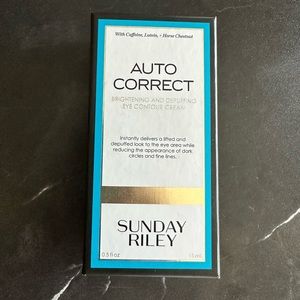 With Caffeine, Lutein, + Horse Chestnut
AUTO
CORRECT
BRIGHTENING AND DEPUFFING
EYE CONTOUR CREAM
Instantly delivers a lifted and
depuffed look to the eye area while
reducing the appearance of dark
circles and fine lines.
SUNDAY
RILEY
0.5 fl oz
15 ml